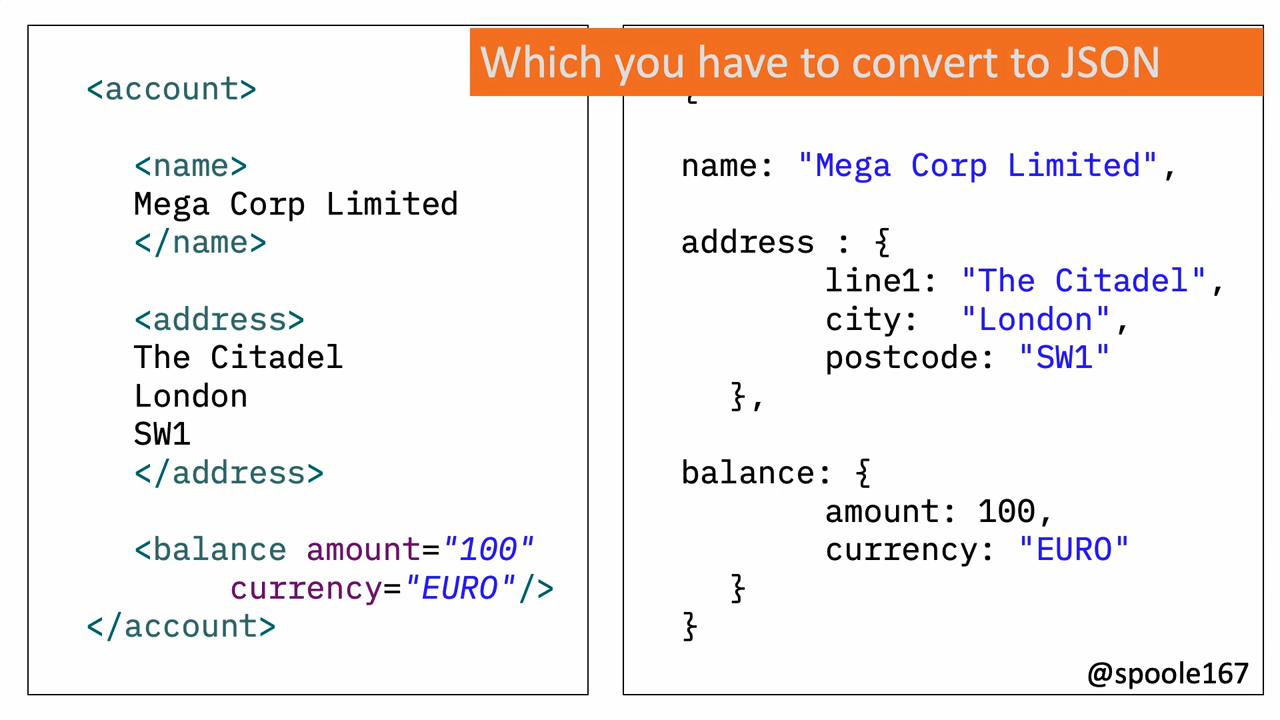 Which you have to convert to JSON
<account>
<name>
Mega Corp Limited
</name>
<address>
The Citadel
London
SW1
</address>
<balance amount="100"
currency="EURO"/>
</account>
{
name: "Mega Corp Limited",
address : {
line1: "The Citadel",
city: "London",
postcode: "SW1"
},
balance: {
amount: 100,
currency: "EURO"
}
}
@spoole167